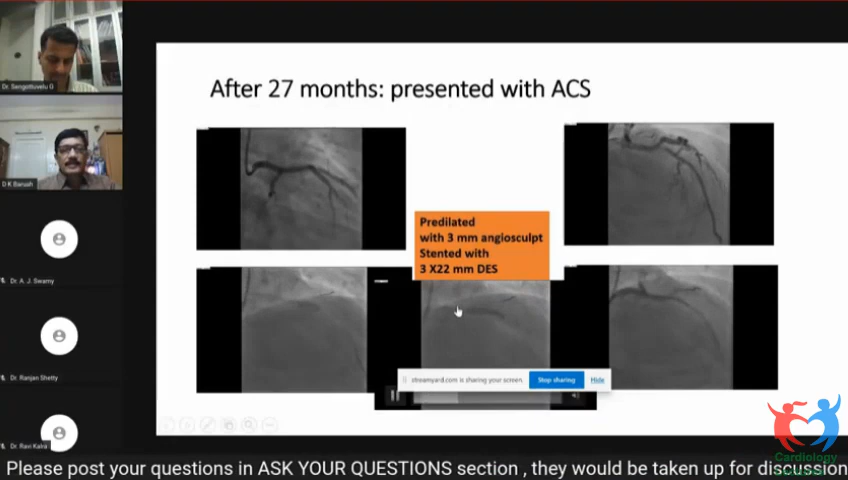 Dr. Sengottuvelu G
D K Baruah
Dr. A. J. Swamy
Dr. Ranjan Shetty
Dr. Ravi Kalra
After 27 months: presented with ACS
Predilated
with 3 mm angiosculpt
Stented with
3 X22 mm DES
streamyard.com is sharing your screen.
Stop sharing
Hide
Cardiology
Please post your questions in ASK YOUR QUESTIONS section , they would be taken up for discussion